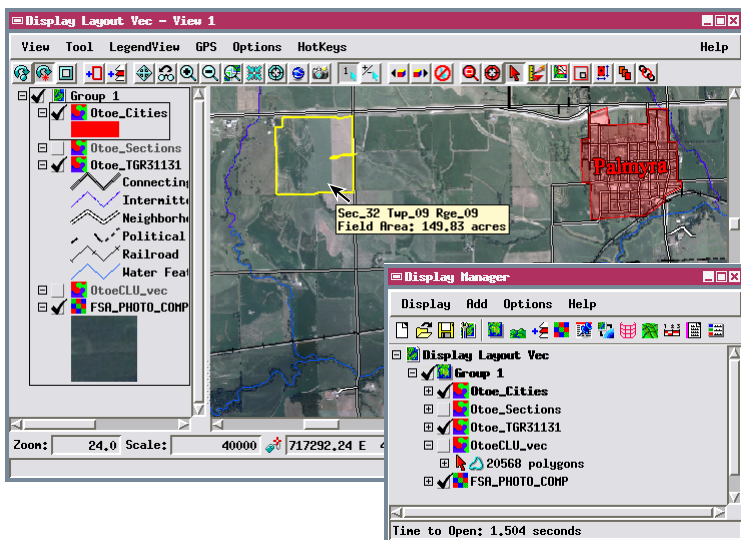 Display Layout Vec - View 1
View Tool LegendView GPS Options HotKeys Help
Group 1
Otoe_Cities
Otoe_Sections
Otoe_TGR31131
Connecting
Intermitt
Neighborh
Political
Railroad
Water Fea
OtoeCLU_vec
FSA_PHOTO_COMP
Palmyra
Sec_32 Twp_09 Rge_09
Field Area: 149.83 acres
Zoom: 24.0 Scale: 40000 717292.24 E 4
Display Manager
Display Add Options Help
Display Layout Vec
Group 1
Otoe_Cities
Otoe_Sections
Otoe_TGR31131
OtoeCLU_vec
20568 polygons
FSA_PHOTO_COMP
Time to Open: 1.504 seconds